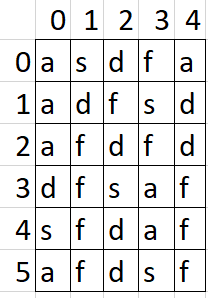 0 1 2 3 4
0 a s d f a
1 a d f s d
2 a f d f d
3 d f s a f
4 s f d a f
5 a f d s f